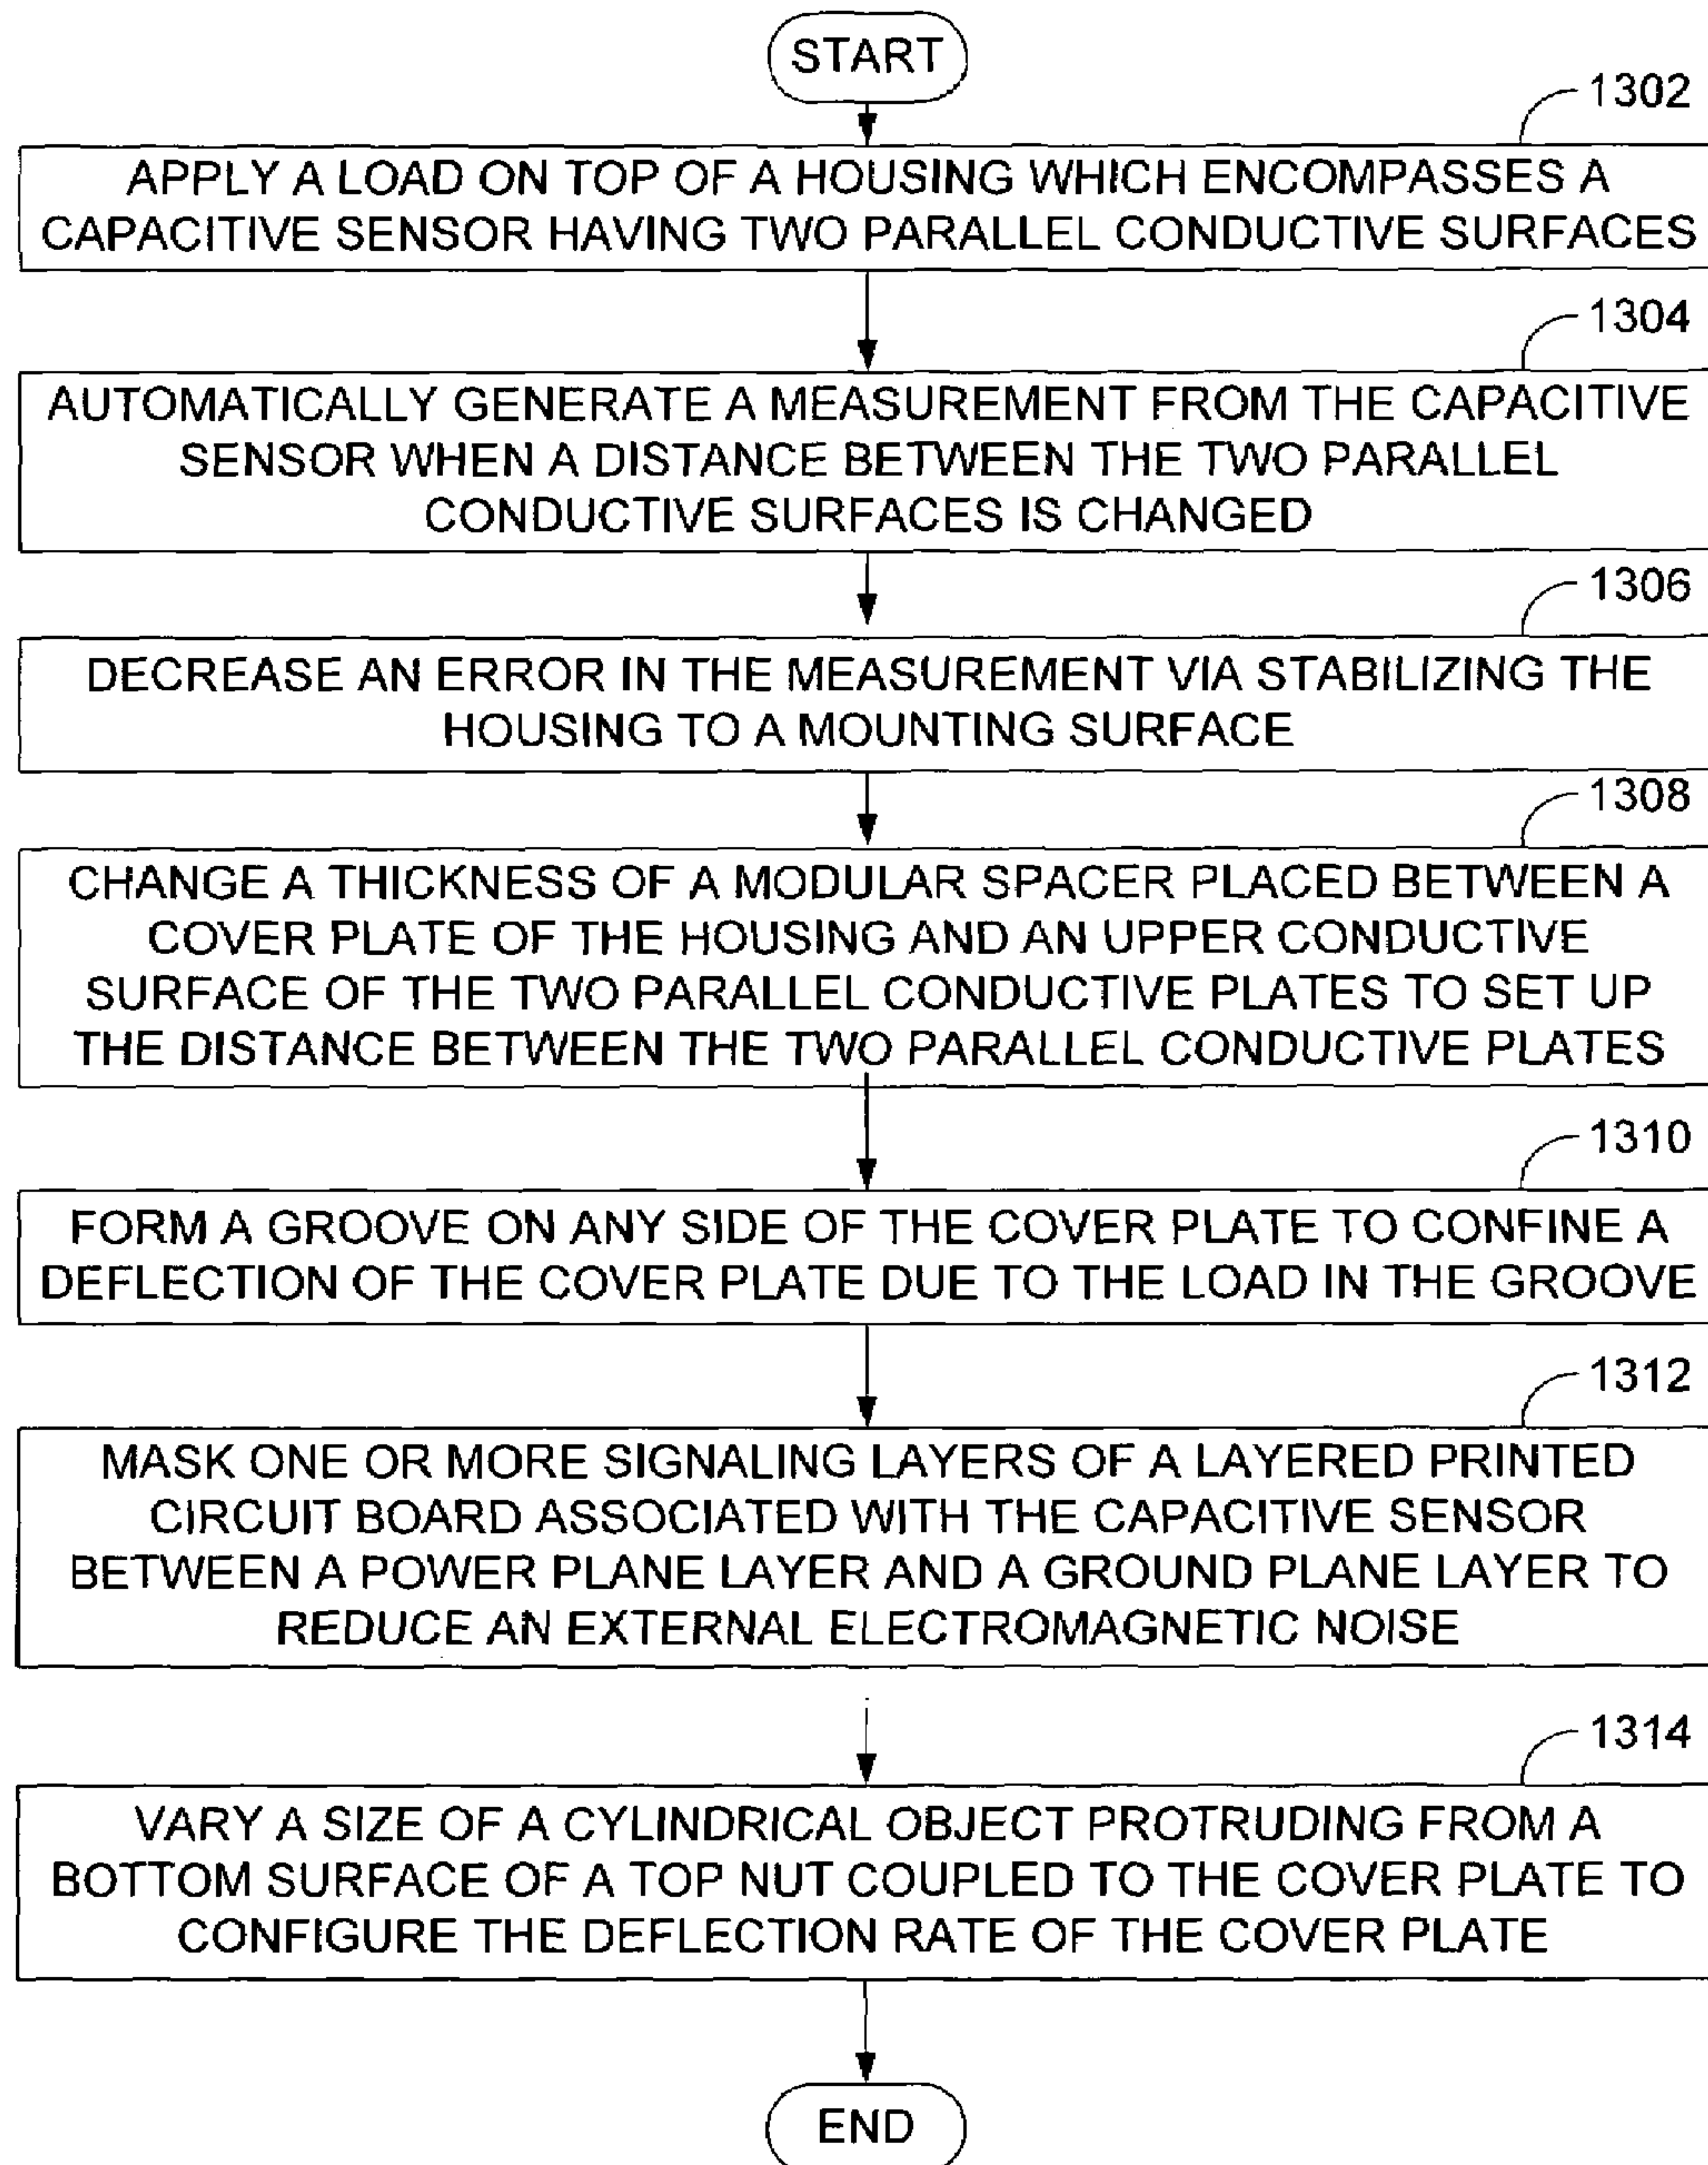 START
1302
APPLY A LOAD ON TOP OF A HOUSING WHICH ENCOMPASSES A
CAPACITIVE SENSOR HAVING TWO PARALLEL CONDUCTIVE SURFACES
1304
AUTOMATICALLY GENERATE A MEASUREMENT FROM THE CAPACITIVE
SENSOR WHEN A DISTANCE BETWEEN THE TWO PARALLEL
CONDUCTIVE SURFACES IS CHANGED
1306
DECREASE AN ERROR IN THE MEASUREMENT VIA STABILIZING THE
HOUSING TO A MOUNTING SURFACE
1308
CHANGE A THICKNESS OF A MODULAR SPACER PLACED BETWEEN A
COVER PLATE OF THE HOUSING AND AN UPPER CONDUCTIVE
SURFACE OF THE TWO PARALLEL CONDUCTIVE PLATES TO SET UP
THE DISTANCE BETWEEN THE TWO PARALLEL CONDUCTIVE PLATES
1310
FORM A GROOVE ON ANY SIDE OF THE COVER PLATE TO CONFINE A
DEFLECTION OF THE COVER PLATE DUE TO THE LOAD IN THE GROOVE
1312
MASK ONE OR MORE SIGNALING LAYERS OF A LAYERED PRINTED
CIRCUIT BOARD ASSOCIATED WITH THE CAPACITIVE SENSOR
BETWEEN A POWER PLANE LAYER AND A GROUND PLANE LAYER TO
REDUCE AN EXTERNAL ELECTROMAGNETIC NOISE
1314
VARY A SIZE OF A CYLINDRICAL OBJECT PROTRUDING FROM A
BOTTOM SURFACE OF A TOP NUT COUPLED TO THE COVER PLATE TO
CONFIGURE THE DEFLECTION RATE OF THE COVER PLATE
END